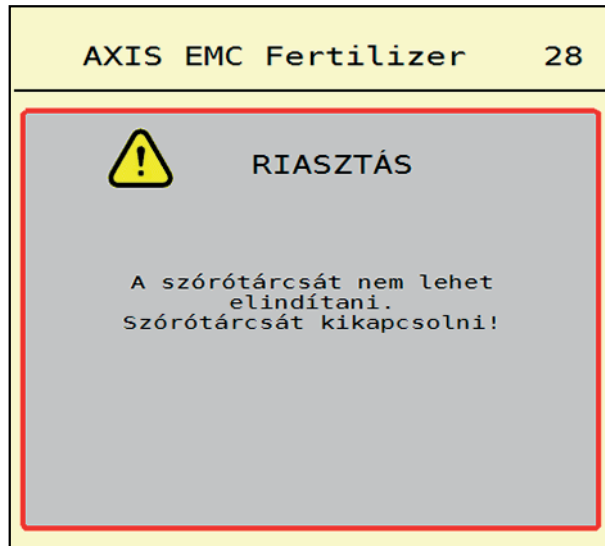 AXIS EMC Fertilizer 28
RIASZTÁS
A szórótárcsát nem lehet
elindítani.
Szórótárcsát kikapcsolni!